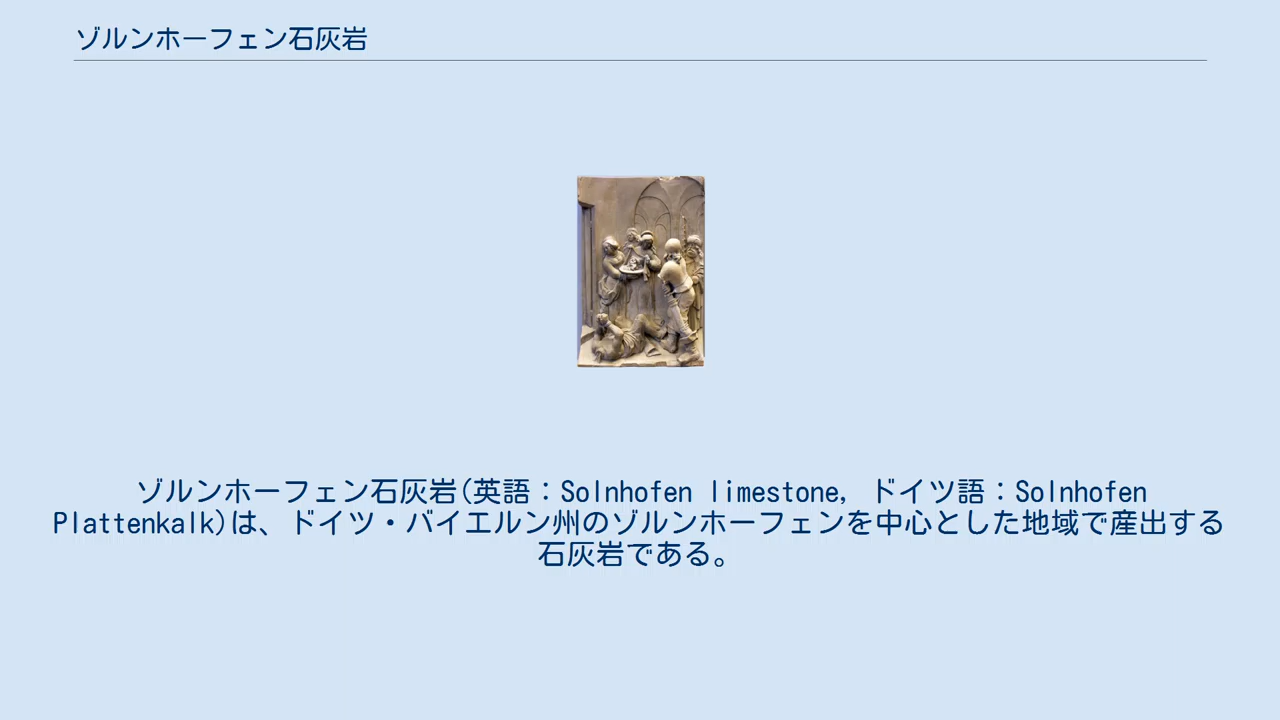 ゾルンホーフェン石灰岩
ゾルンホーフェン石灰岩(英語：Solnhofen limestone, ドイツ語：Solnhofen
Plattenkalk)は、ドイツ・バイエルン州のゾルンホーフェンを中心とした地域で産出する
石灰岩である。